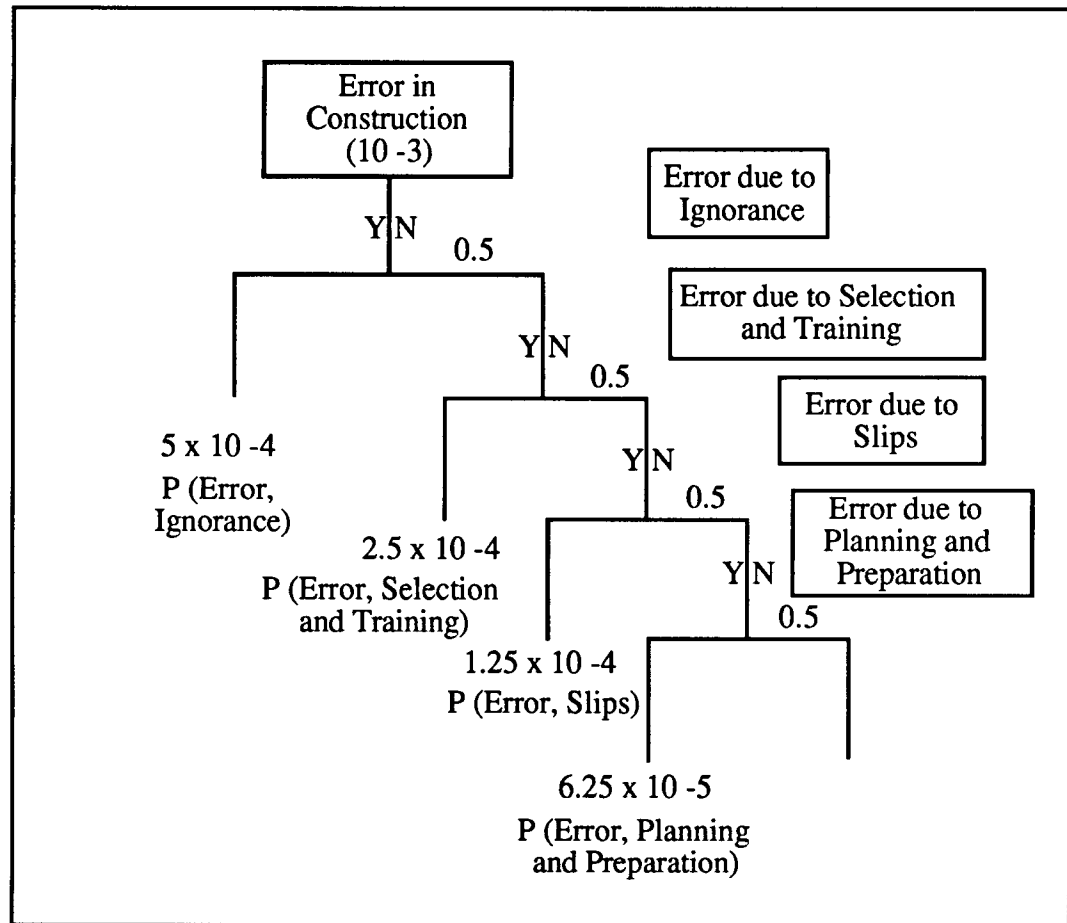 Error in
Construction
(10 -3)
Error due to
Ignorance
Y N
0.5
Error due to Selection
and Training
Y N
0.5
Error due to
Slips
5 x 10 -4
P (Error,
Ignorance)
Y N
0.5
Error due to
Planning and
Preparation
2.5 x 10 -4
P (Error, Selection
and Training)
Y N
0.5
1.25 x 10 -4
P (Error, Slips)
6.25 x 10 -5
P (Error, Planning
and Preparation)